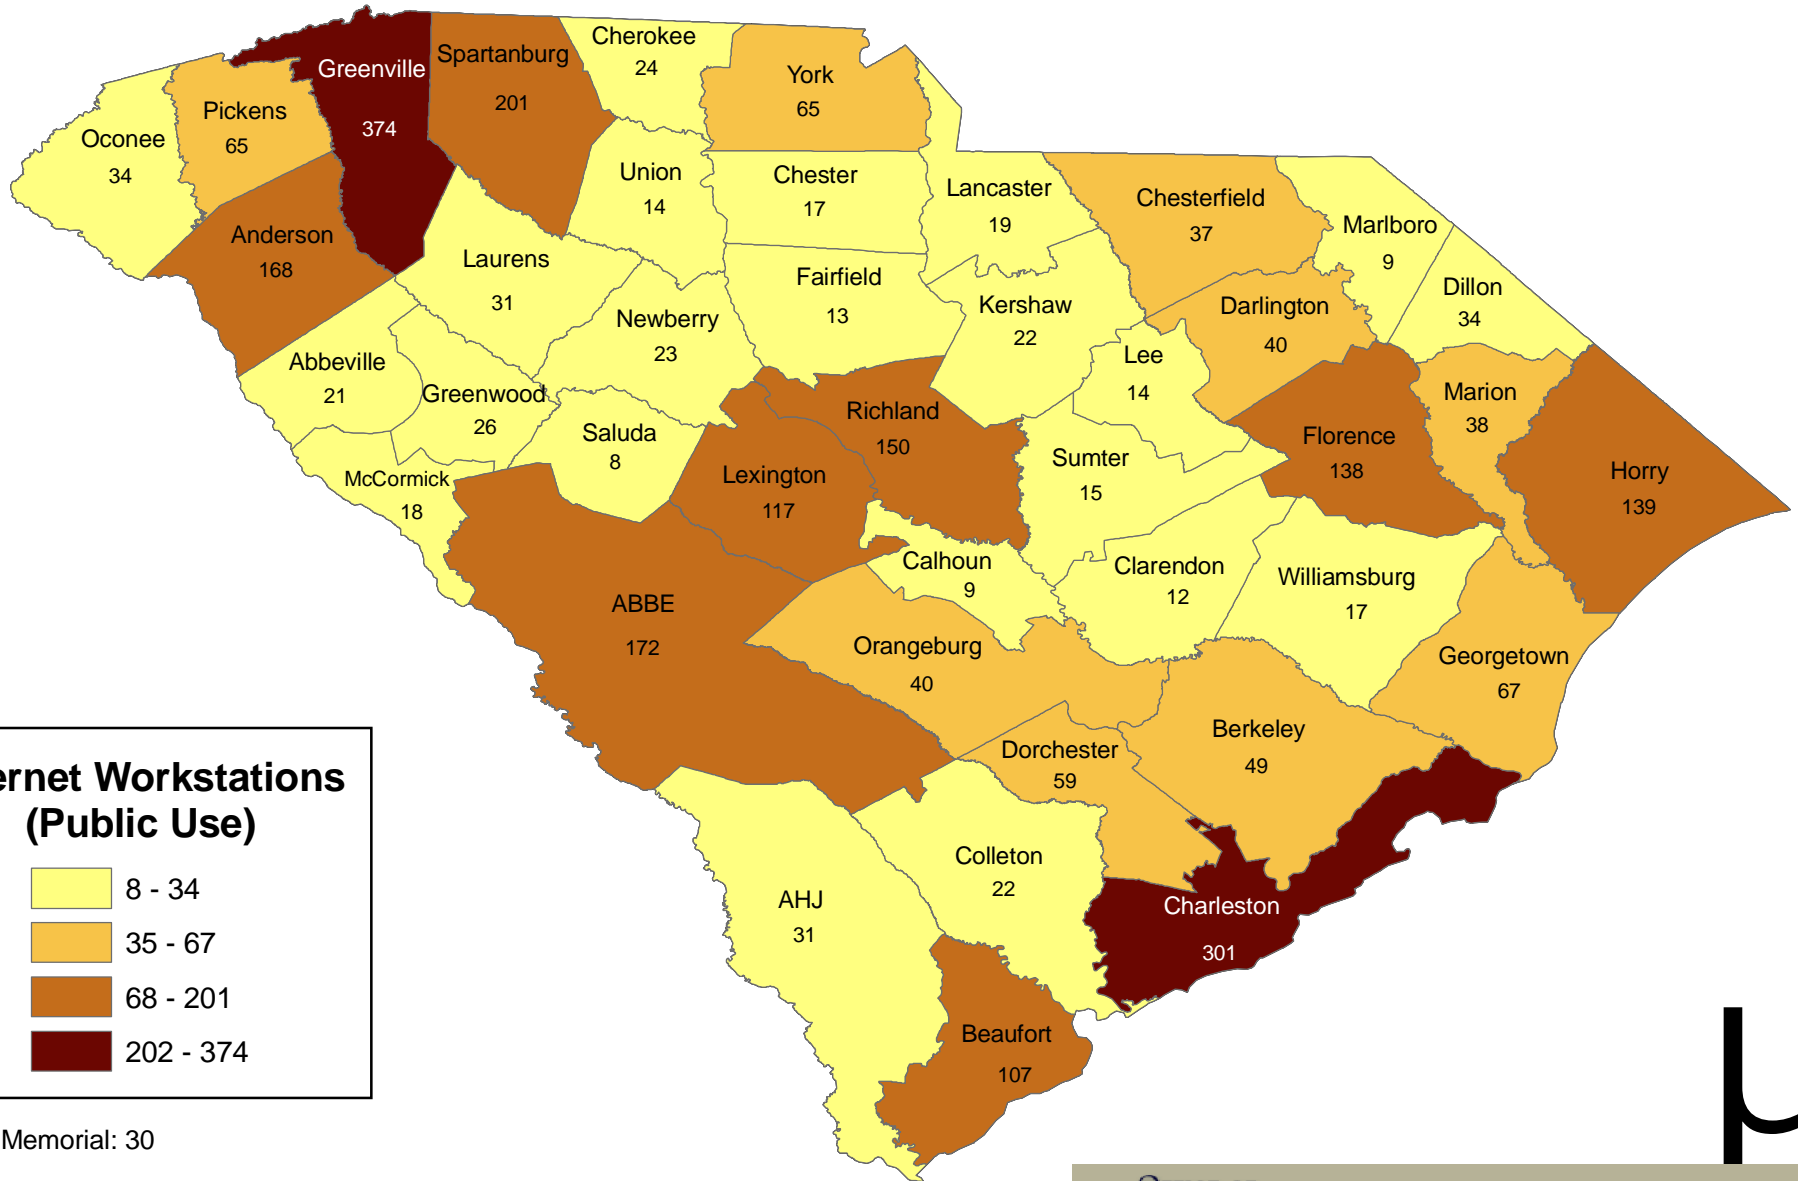 Cherokee
24
Spartanburg
201
York
65
Greenville
374
Pickens
65
Oconee
34
Union
14
Chester
17
Lancaster
19
Chesterfield
37
Marlboro
9
Anderson
168
Laurens
31
Fairfield
13
Kershaw
22
Darlington
40
Dillon
34
Newberry
23
Lee
14
Abbeville
21
Greenwood
26
Richland
150
Marion
38
Saluda
8
Florence
138
Sumter
15
Horry
139
McCormick
18
Lexington
117
Calhoun
9
Clarendon
12
Williamsburg
17
ABBE
172
Orangeburg
40
Georgetown
67
Berkeley
49
Dorchester
59
Colleton
22
AHJ
31
Charleston
301
Beaufort
107
ernet Workstations
(Public Use)
8 - 34
35 - 67
68 - 201
202 - 374
Memorial: 30
µ